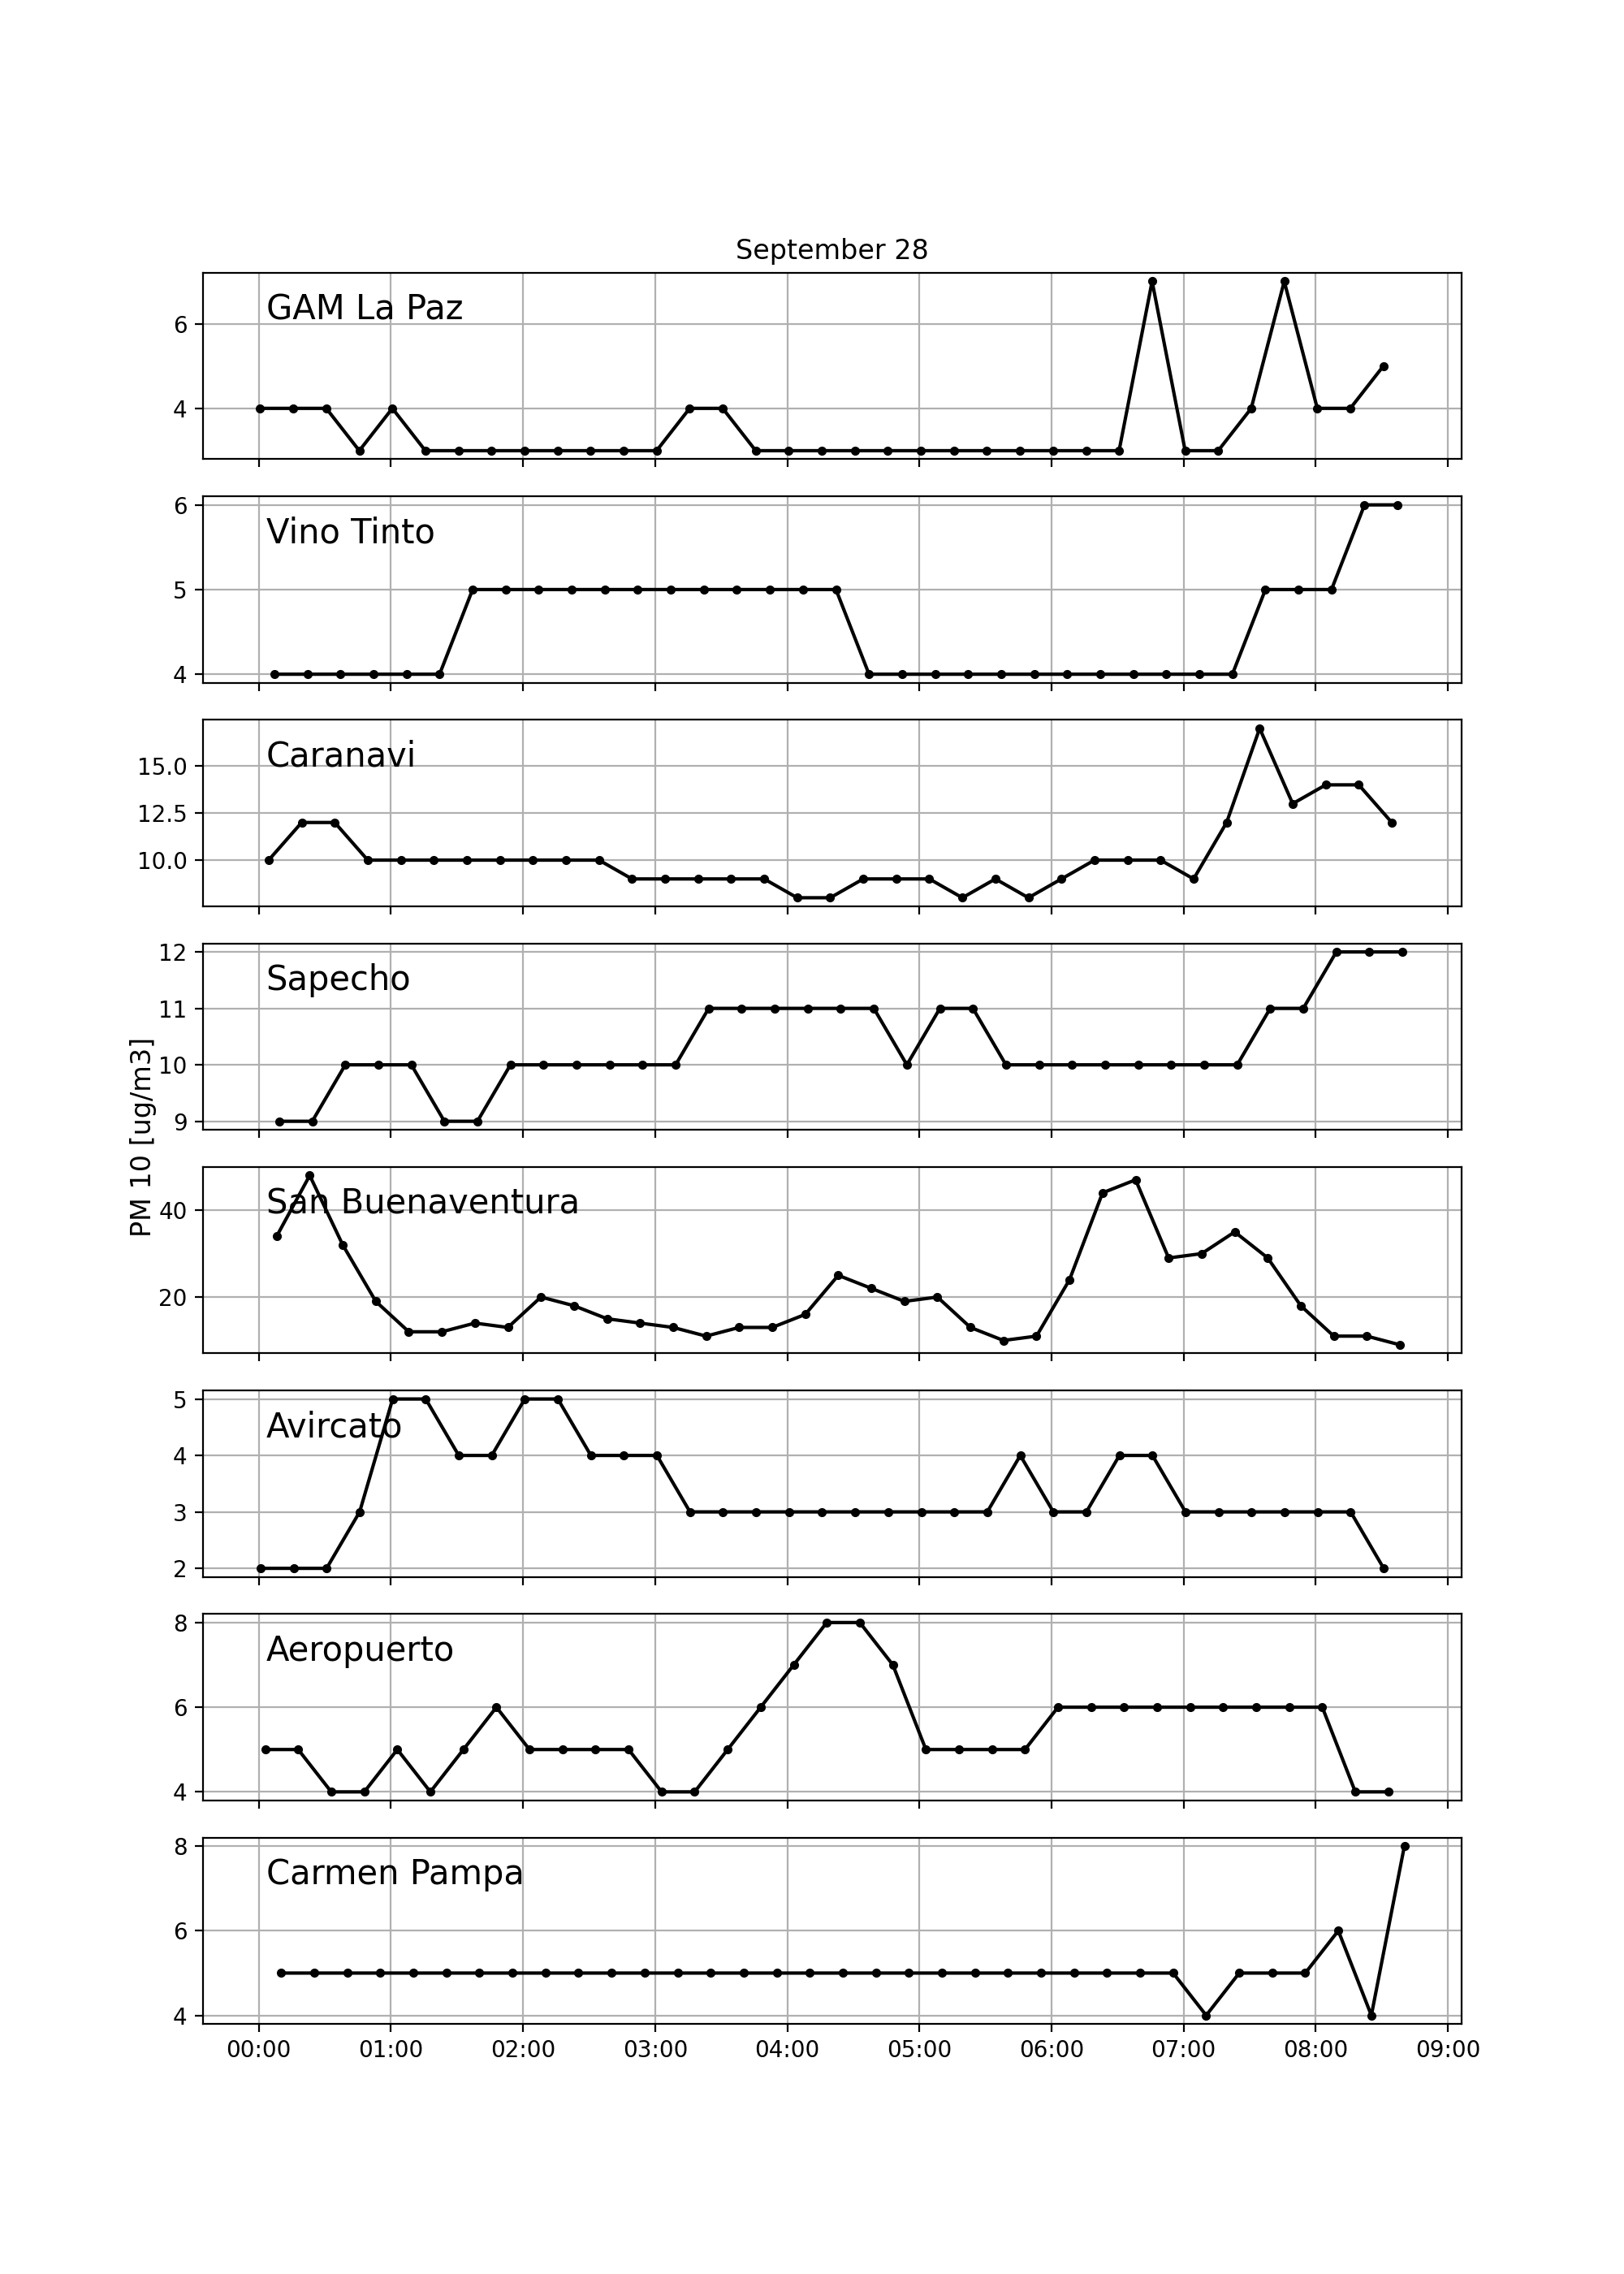 September 28
GAM La Paz
6
4
Vino Tinto
6
5
4
Caranavi
15.0
12.5
10.0
Sapecho
12
11
10
9
PM 10 [ug/m3]
San Buenaventura
40
20
Avircato
5
4
3
2
Aeropuerto
8
6
4
Carmen Pampa
8
6
4
00:00 01:00 02:00 03:00 04:00 05:00 06:00 07:00 08:00 09:00